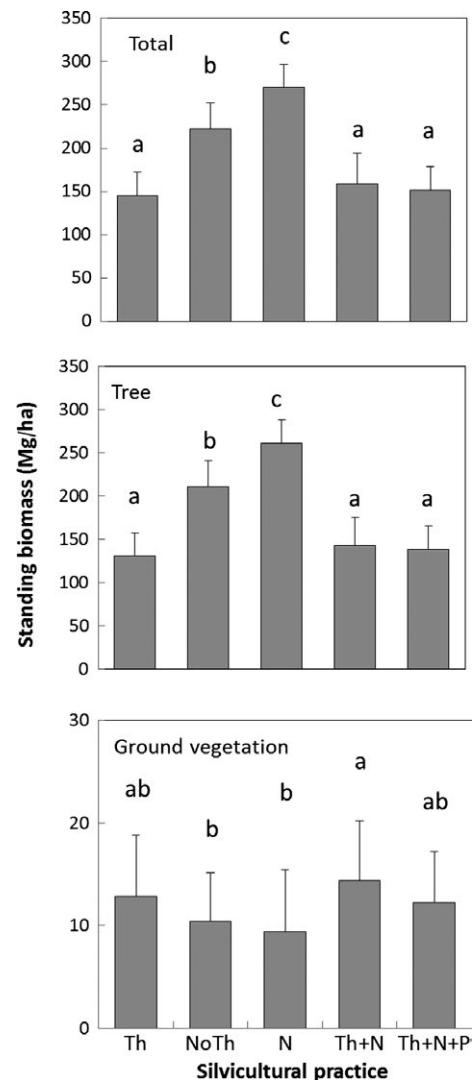 Total
350
300
250
200
150
100
50
0
a
b
c
a
a
Standing biomass (Mg/ha)
Tree
350
300
250
200
150
100
50
0
a
b
c
a
a
Ground vegetation
30
20
10
0
ab
b
b
a
ab
Th NoTh N Th+N Th+N+P
Silvicultural practice